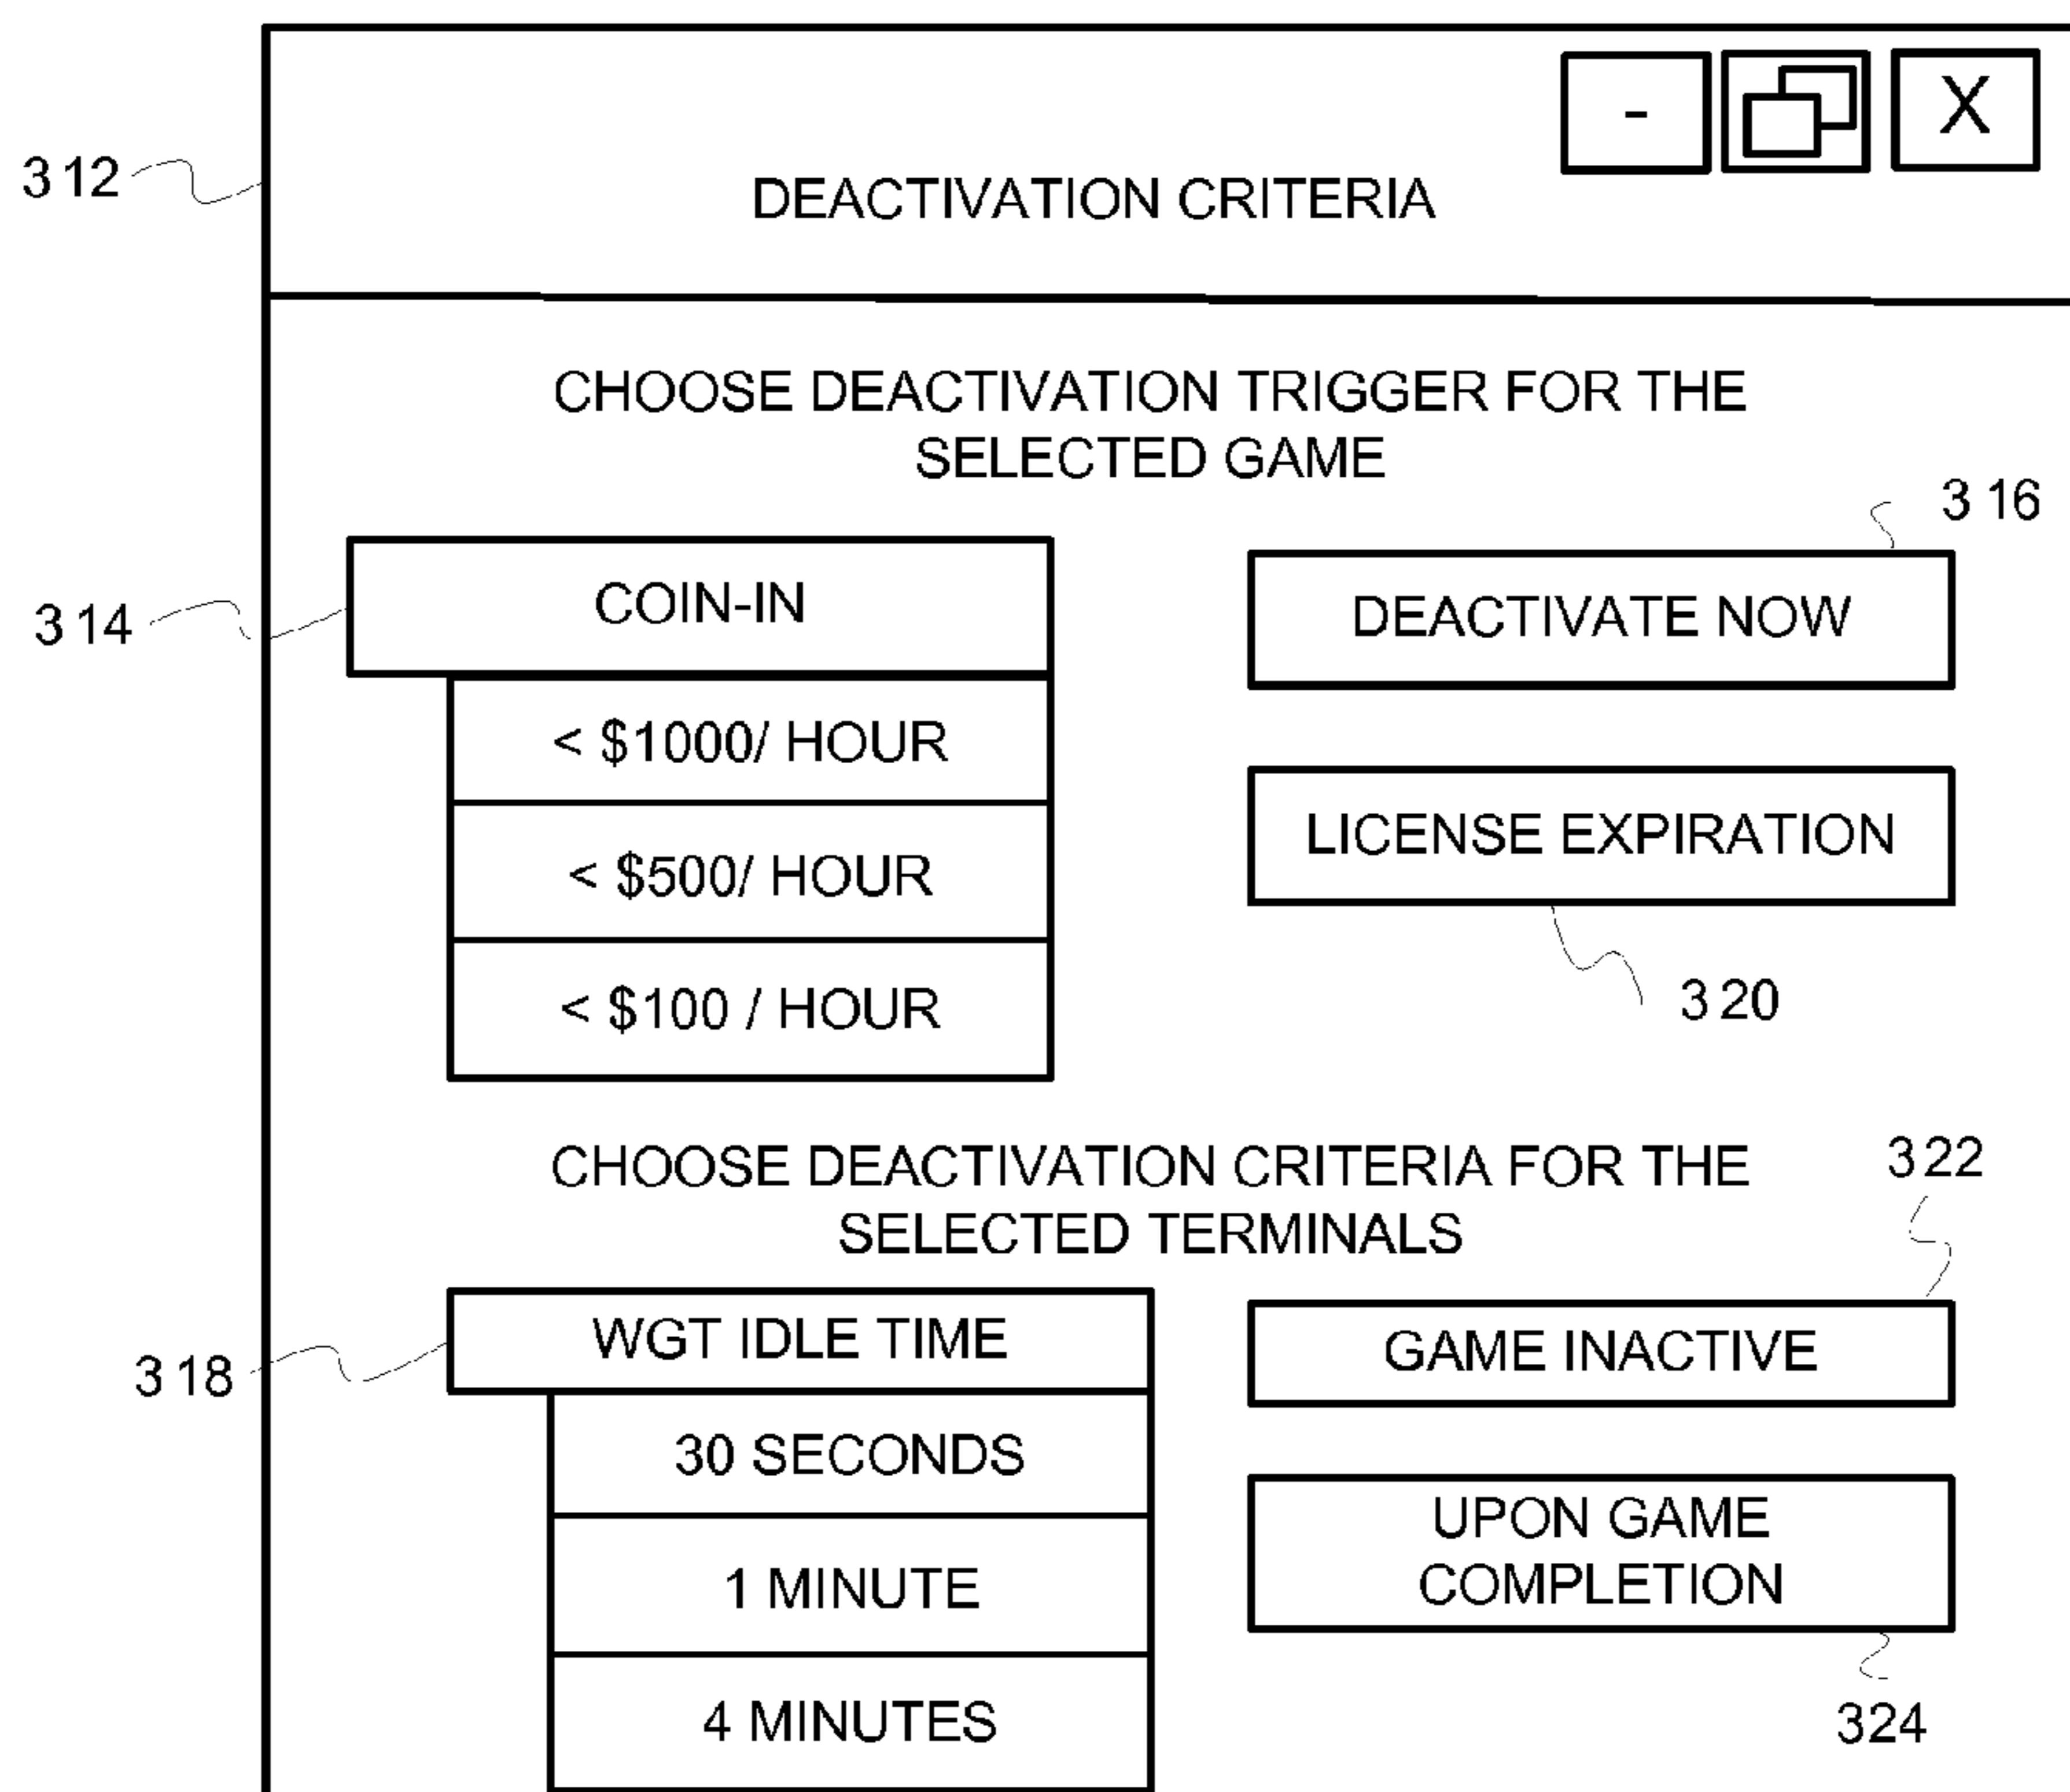 - X
312
DEACTIVATION CRITERIA
CHOOSE DEACTIVATION TRIGGER FOR THE
SELECTED GAME
316
314
COIN-IN
DEACTIVATE NOW
< $1000/ HOUR
LICENSE EXPIRATION
< $500/ HOUR
< $100 / HOUR
320
CHOOSE DEACTIVATION CRITERIA FOR THE
SELECTED TERMINALS
322
318
WGT IDLE TIME
GAME INACTIVE
30 SECONDS
UPON GAME
COMPLETION
1 MINUTE
4 MINUTES
324